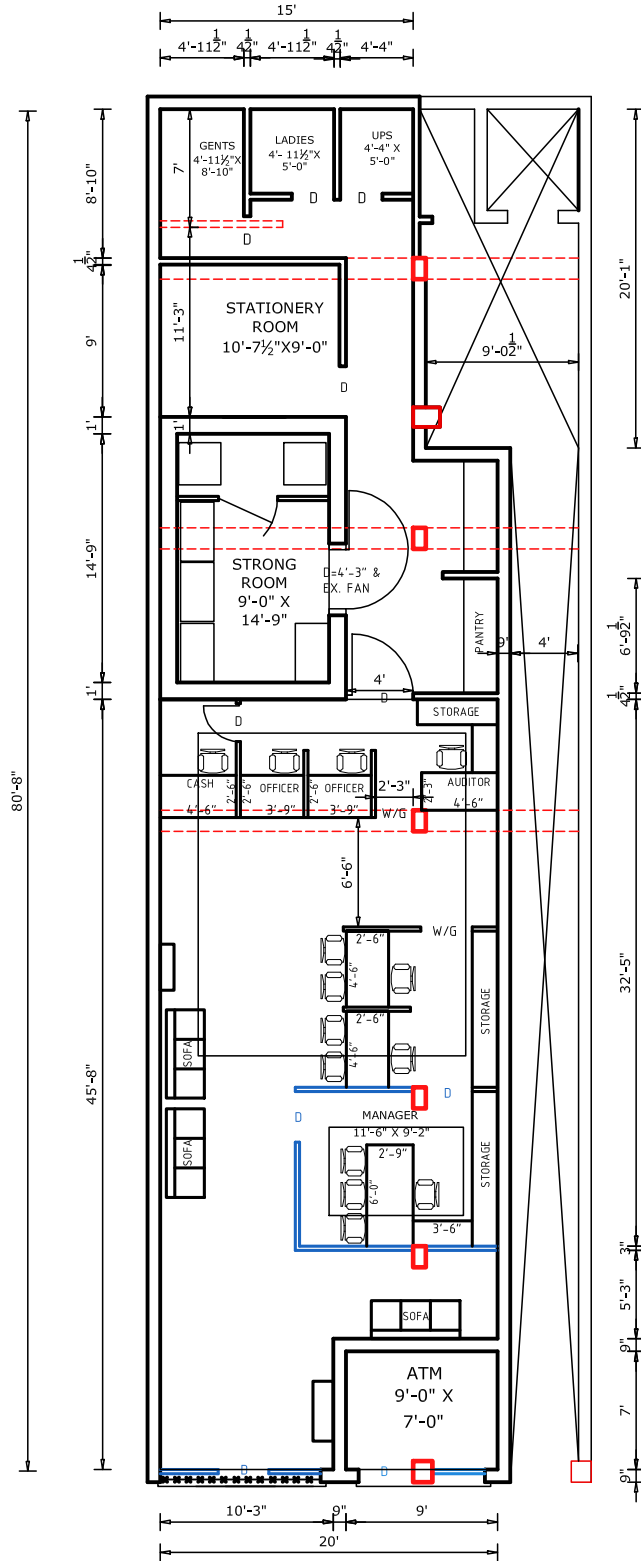 15'
4'-11½" 4½" 4'-11½" 4½" 4'-4"
GENTS
4'-11½"X
8'-10"
LADIES
4'- 11½"X
5'-0"
UPS
4'-4" X
5'-0"
7'
8'-10"
D D
D
4½"
20'-1"
11'-3"
STATIONERY
ROOM
10'-7½"X9'-0"
9'
9'-0½"
D
1'
1'
14'-9"
STRONG
ROOM
9'-0" X
14'-9"
D=4'-3" &
EX. FAN
PANTRY
6'-9½"
9" 4'
1'
4'
D
4½"
STORAGE
D
CASH
4'-6"
2'-6"
2'-6"
OFFICER
3'-9"
2'-6"
OFFICER
3'-9"
2'-3"
W/G
2'-3"
AUDITOR
4'-6"
80'-8"
6'-6"
W/G
2'-6"
4'-6"
STORAGE
32'-5"
2'-6"
4'-6"
SOFA
45'-8"
D
D
MANAGER
11'-6" X 9'-2"
2'-9"
6'-0"
SOFA
STORAGE
3'-6"
3"
5'-3"
SOFA
9"
ATM
9'-0" X
7'-0"
7'
D D
9"
10'-3" 9" 9'
20'